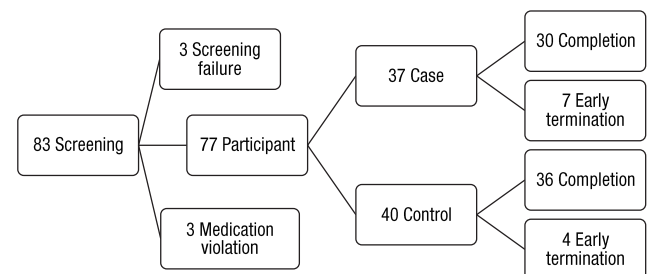 83 Screening
3 Screening
failure
77 Participant
3 Medication
violation
37 Case
40 Control
30 Completion
7 Early
termination
36 Completion
4 Early
termination